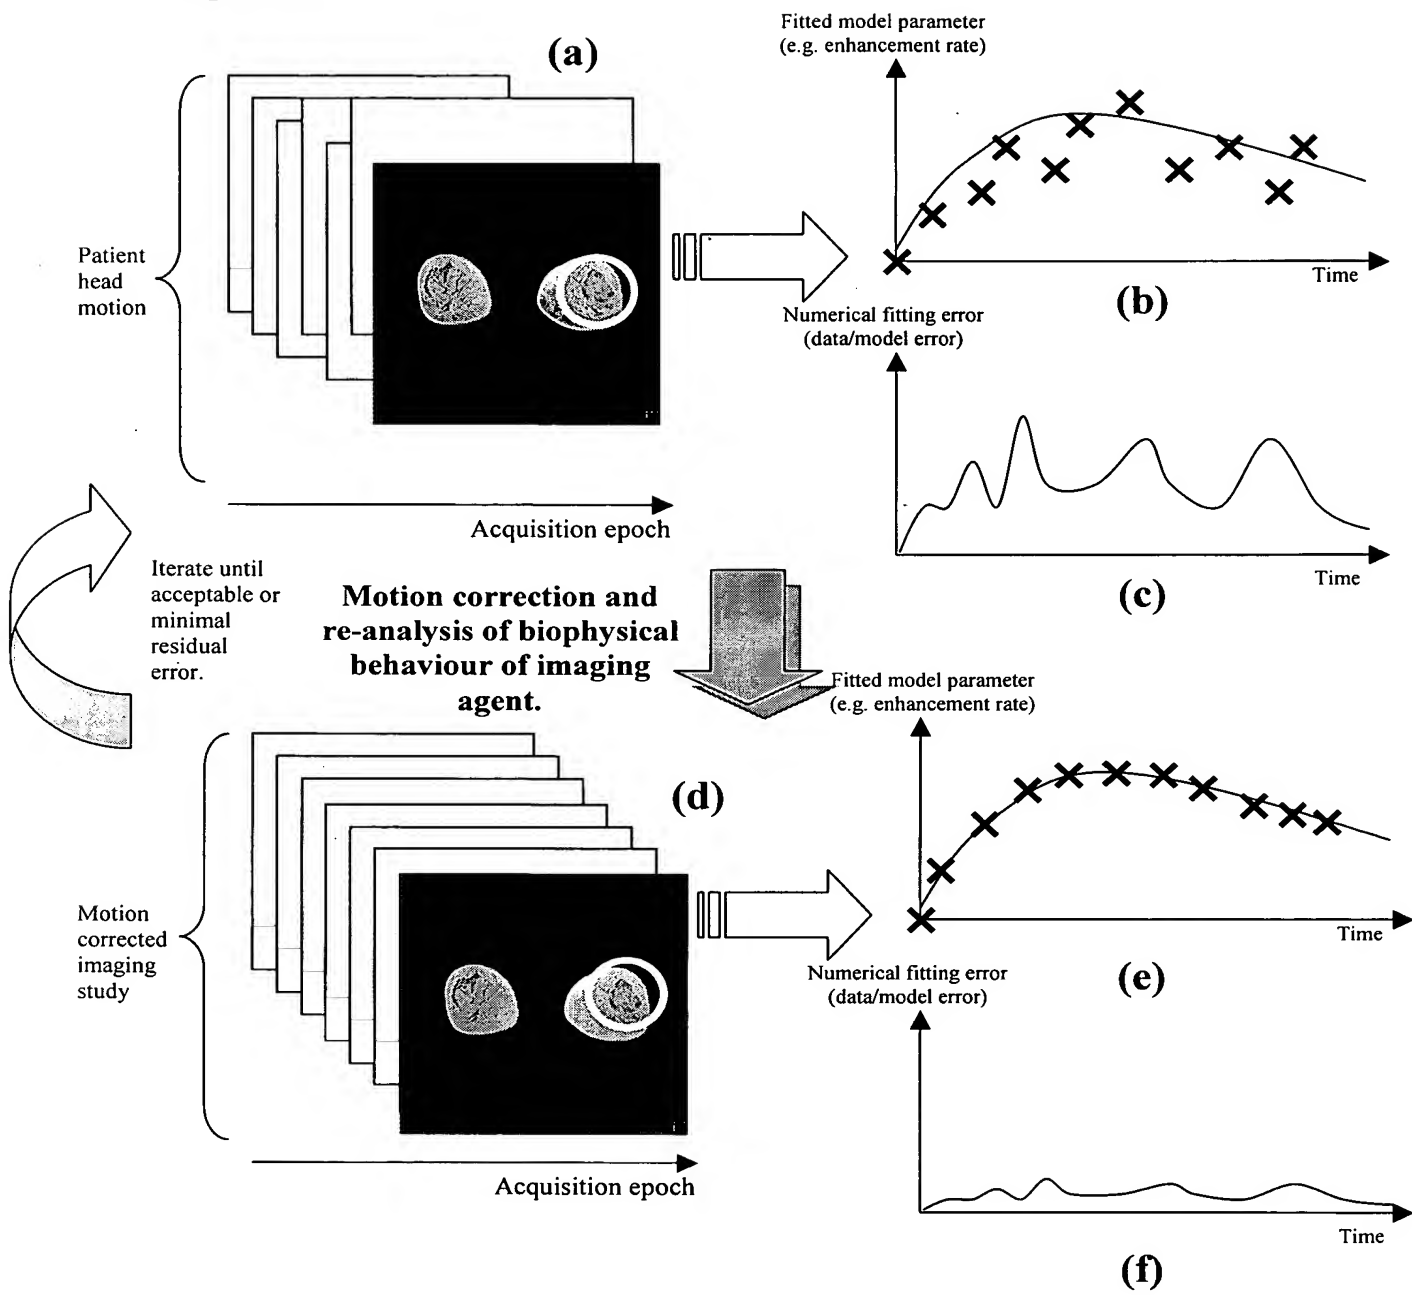 (a)
Fitted model parameter
(e.g. enhancement rate)
Patient
head
motion
Time
(b)
Numerical fitting error
(data/model error)
Acquisition epoch
Time
(c)
Iterate until
acceptable or
minimal
residual
error.
Motion correction and
re-analysis of biophysical
behaviour of imaging
agent.
Fitted model parameter
(e.g. enhancement rate)
(d)
Motion
corrected
imaging
study
Time
(e)
Numerical fitting error
(data/model error)
Acquisition epoch
Time
(f)